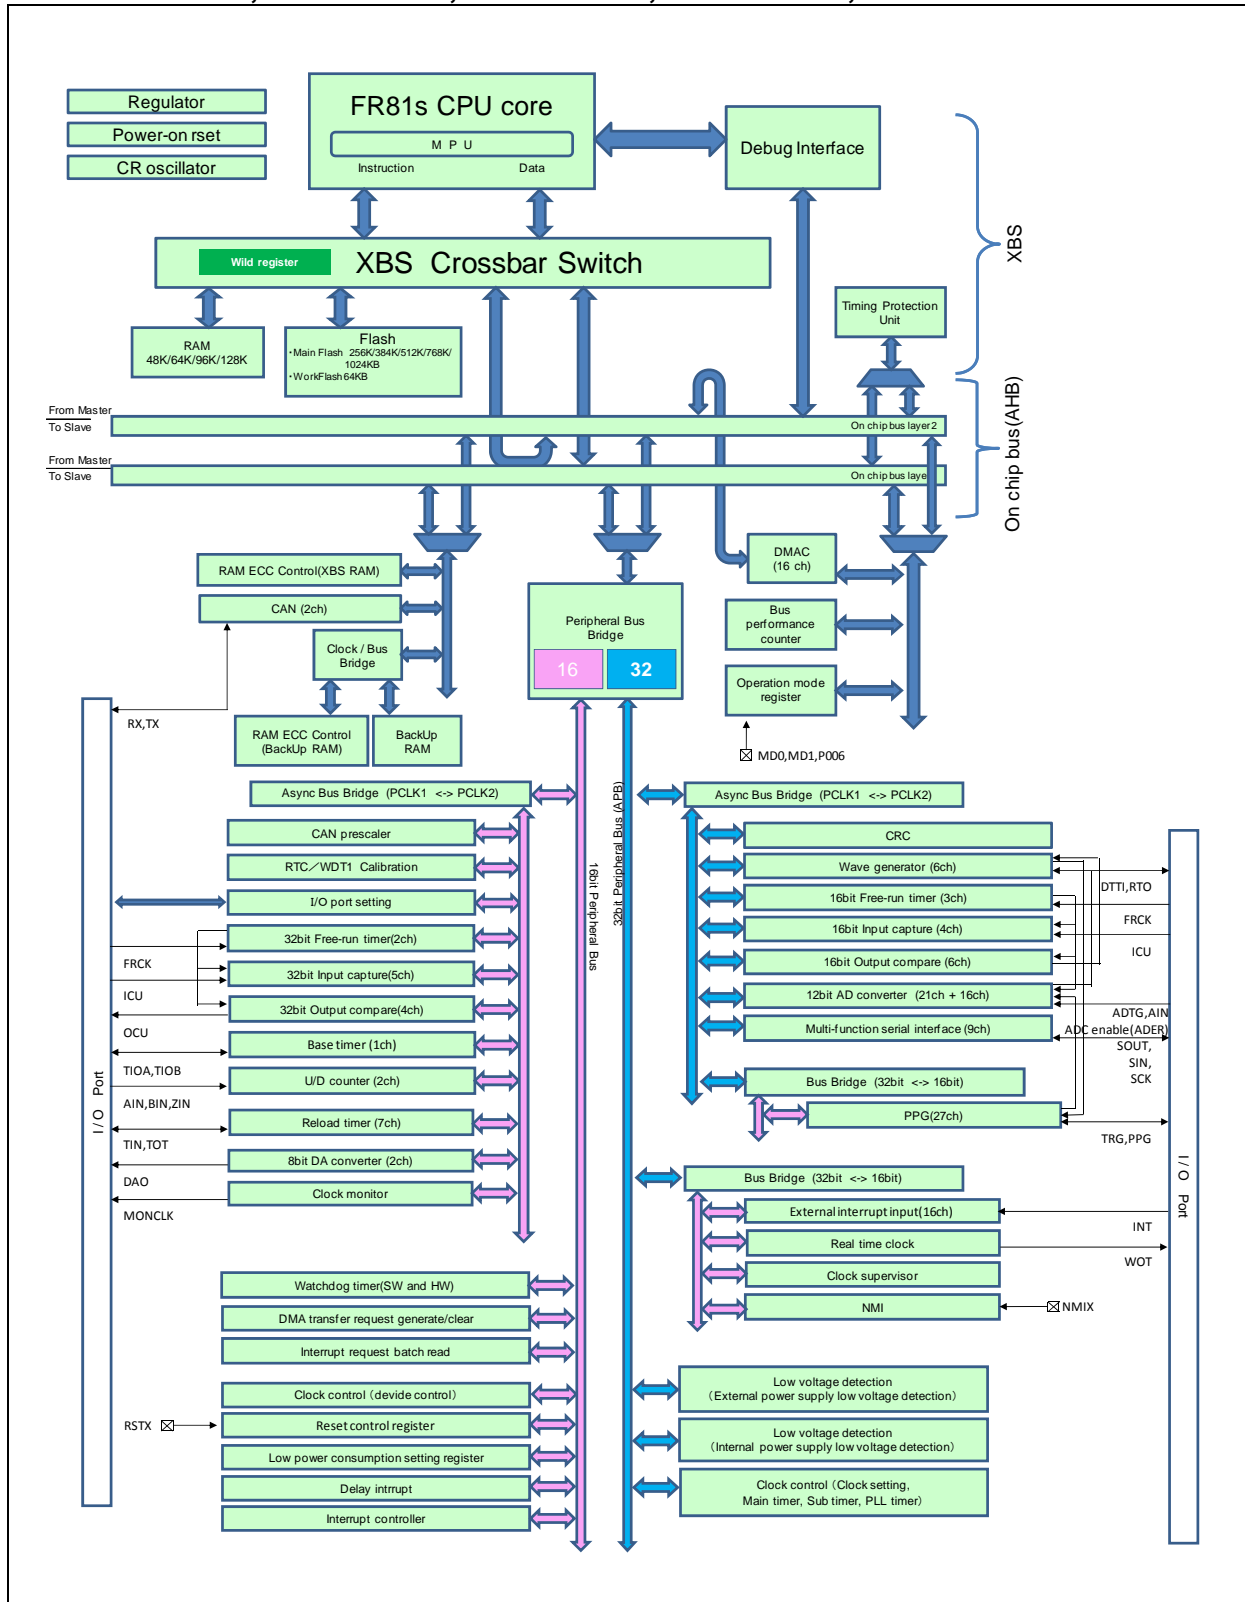 Regulator
Power-on rset
CR oscillator
FR81s CPU core
M P U
Instruction
Data
Debug Interface
XBS
Wild register
XBS Crossbar Switch
Timing Protection
Unit
RAM
48K/64K/96K/128K
Flash
・Main Flash 256K/384K/512K/768K/
1024KB
・WorkFlash 64KB
On chip bus(AHB)
From Master
To Slave
On chip bus layer 2
From Master
To Slave
On chip bus laye
RAM ECC Control(XBS RAM)
CAN (2ch)
Clock / Bus
Bridge
RAM ECC Control
(BackUp RAM)
BackUp
RAM
Peripheral Bus
Bridge
16
32
DMAC
(16 ch)
Bus
performance
counter
Operation mode
register
MD0,MD1,P006
RX,TX
Async Bus Bridge (PCLK1 <-> PCLK2)
CAN prescaler
RTC／WDT1 Calibration
I/O port setting
32bit Free-run timer(2ch)
FRCK
32bit Input capture(5ch)
ICU
32bit Output compare(4ch)
OCU
Base timer (1ch)
TIOA,TIOB
U/D counter (2ch)
AIN,BIN,ZIN
Reload timer (7ch)
TIN,TOT
8bit DA converter (2ch)
DAO
Clock monitor
MONCLK
I / O Port
16bit Peripheral Bus
32bit Peripheral Bus (APB)
Watchdog timer(SW and HW)
DMA transfer request generate/clear
Interrupt request batch read
Clock control（devide control）
RSTX
Reset control register
Low power consumption setting register
Delay intrrupt
Interrupt controller
Async Bus Bridge (PCLK1 <-> PCLK2)
CRC
Wave generator (6ch)
DTTI,RTO
16bit Free-run timer (3ch)
FRCK
16bit Input capture (4ch)
ICU
16bit Output compare (6ch)
12bit AD converter (21ch + 16ch)
ADTG,AIN
ADC enable(ADER)
Multi-function serial interface (9ch)
SOUT,
SIN,
SCK
Bus Bridge (32bit <-> 16bit)
PPG(27ch)
TRG,PPG
I / O Port
Bus Bridge (32bit <-> 16bit)
External interrupt input(16ch)
INT
Real time clock
WOT
Clock supervisor
NMI
NMIX
Low voltage detection
（External power supply low voltage detection）
Low voltage detection
（Internal power supply low voltage detection）
Clock control（Clock setting,
Main timer, Sub timer, PLL timer）